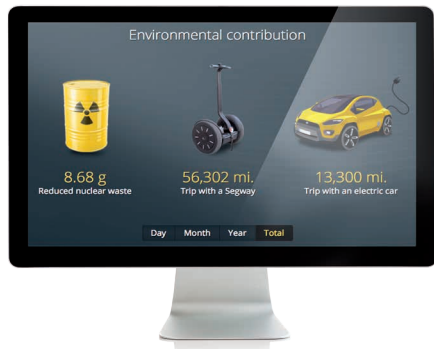 Environmental contribution
8.68 g
Reduced nuclear waste
56,302 mi.
Trip with a Segway
13,300 mi.
Trip with an electric car
Day Month Year Total